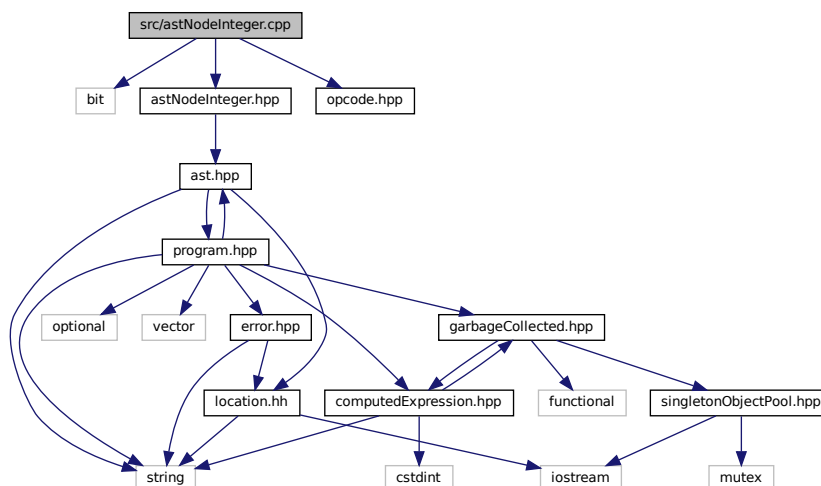 src/astNodeInteger.cpp
bit
astNodeInteger.hpp
opcode.hpp
ast.hpp
program.hpp
optional
vector
error.hpp
garbageCollected.hpp
location.hh
computedExpression.hpp
functional
singletonObjectPool.hpp
string
cstdint
iostream
mutex